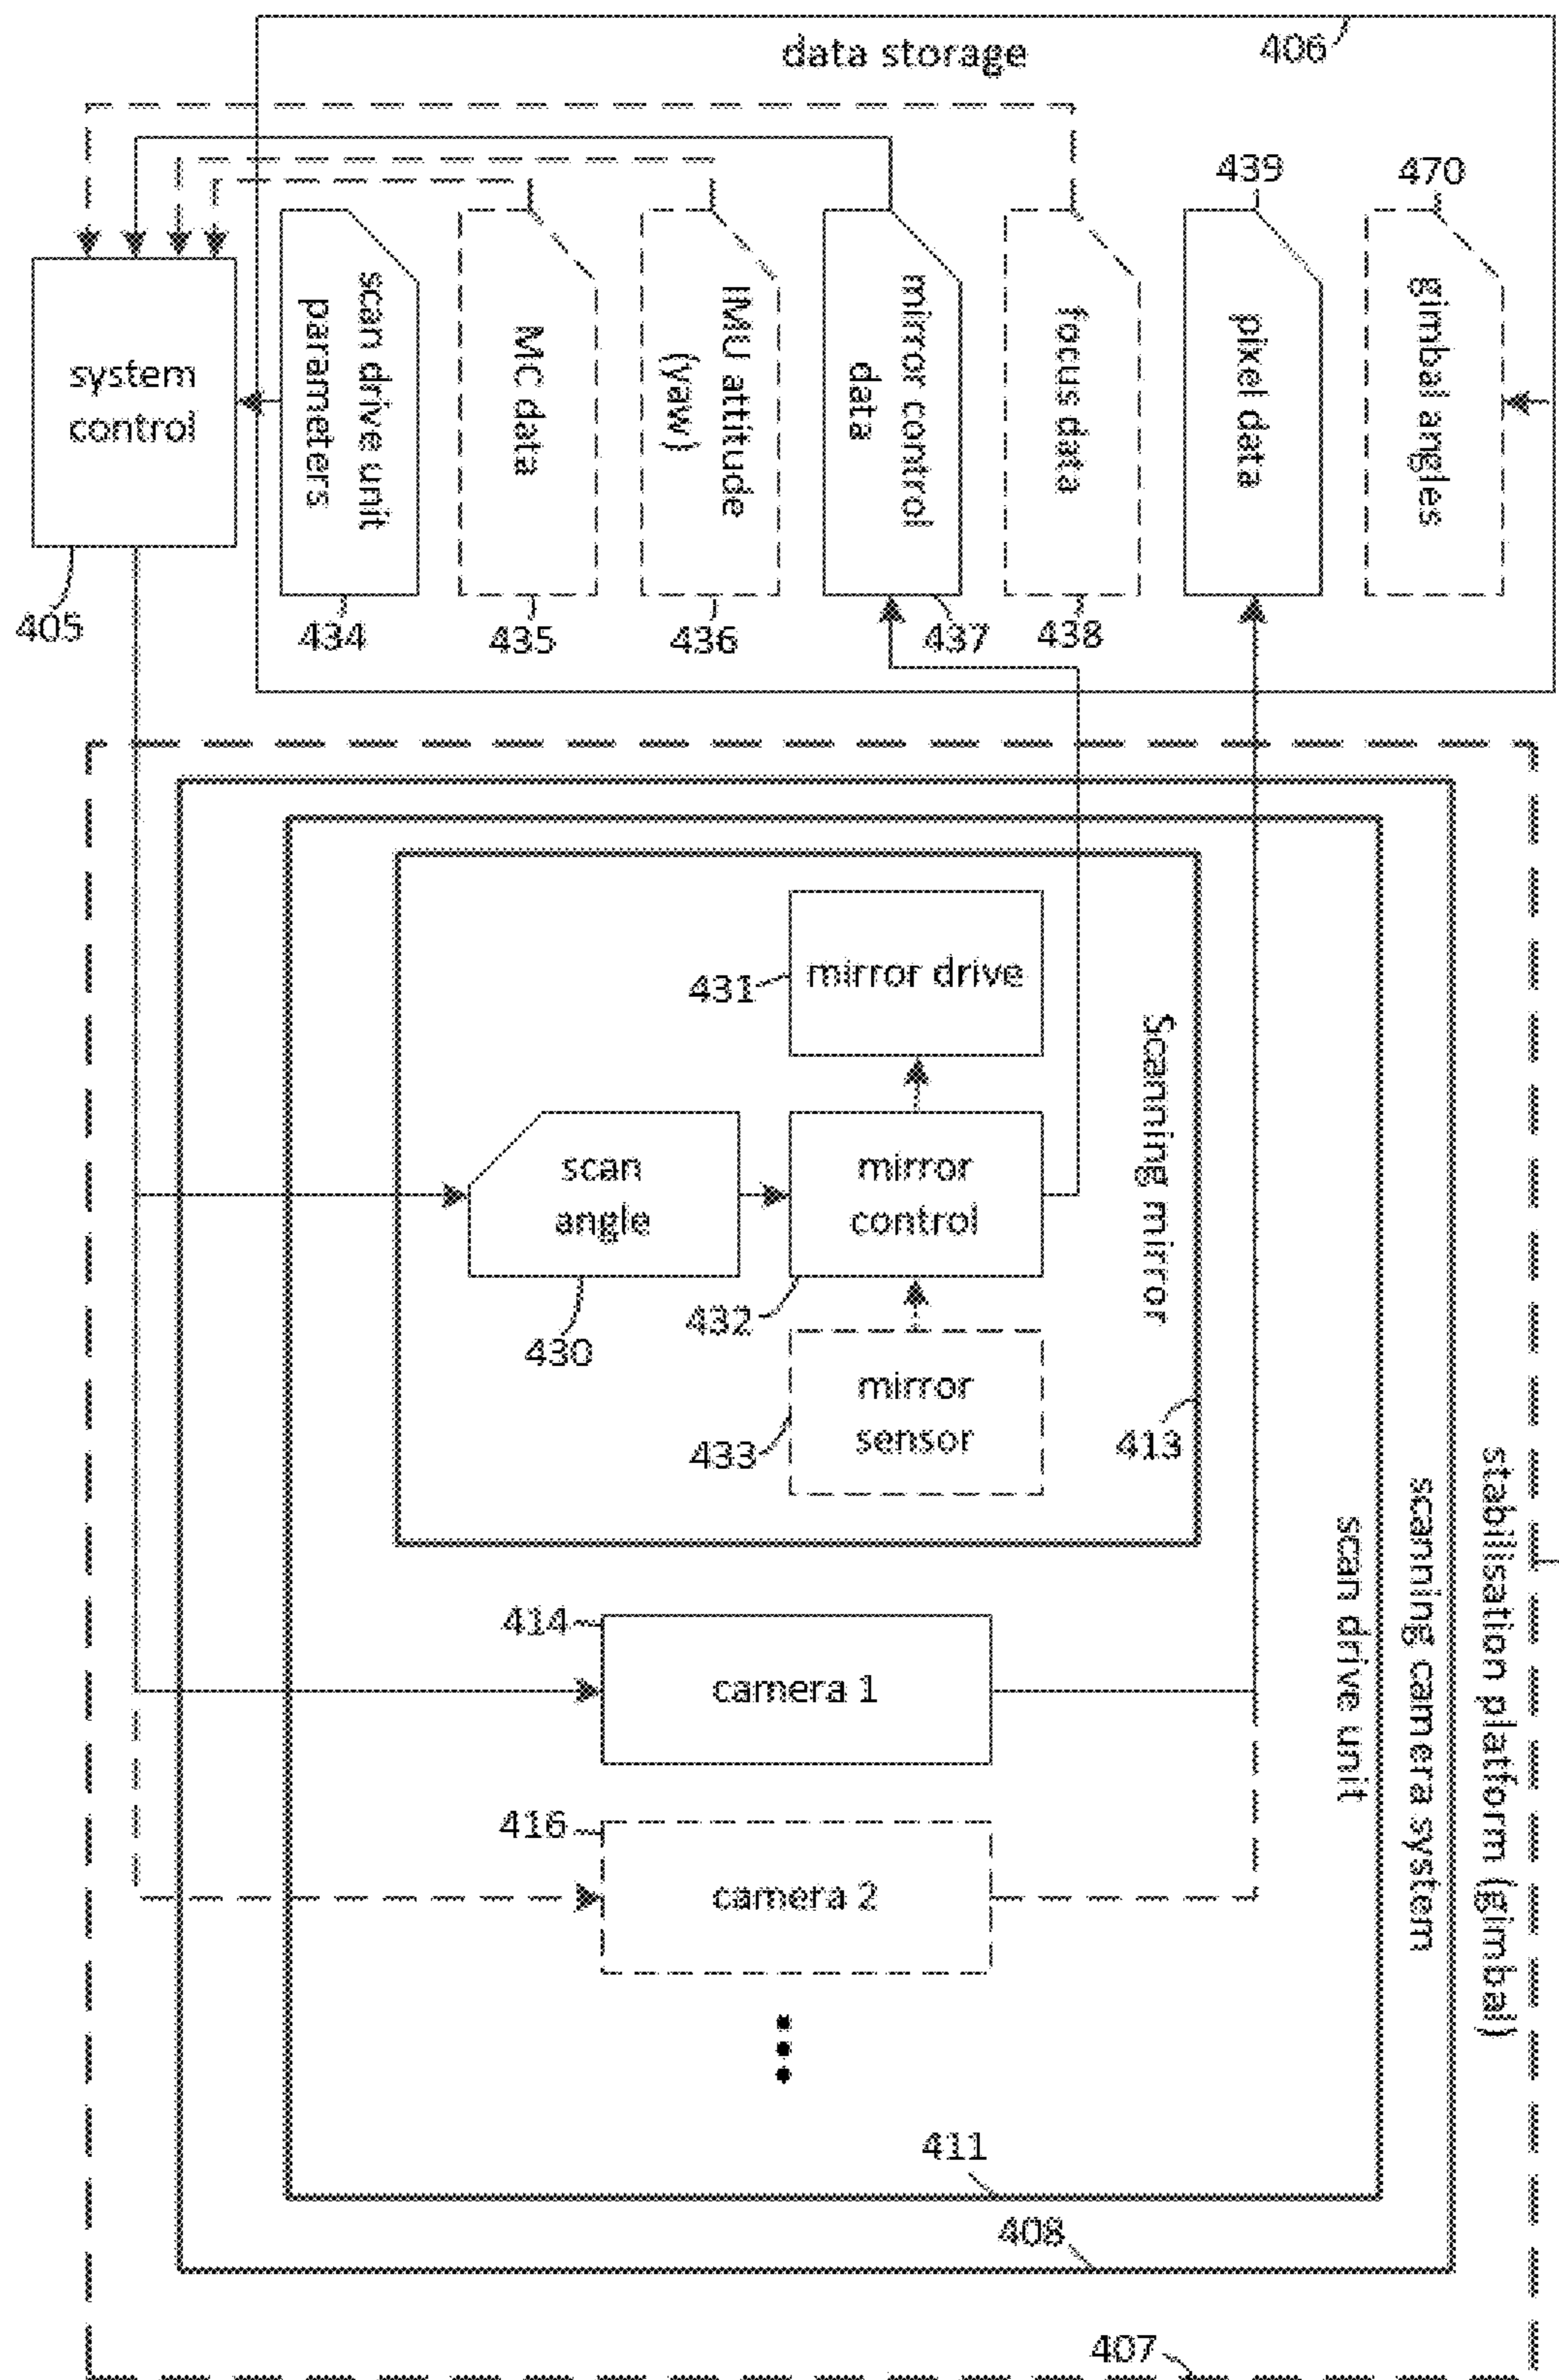 data storage
406
439
470
scan drive unit
parameters
MC data
IMU attitude
(yaw)
mirror control
data
focus data
pixel data
gimbal angles
system
control
405
434
435
436
437
438
431
mirror drive
Scanning mirror
scan
angle
mirror
control
430
432
mirror
sensor
433
413
stabilisation platform (gimbal)
scanning camera system
scan drive unit
414
camera 1
416
camera 2
411
408
407